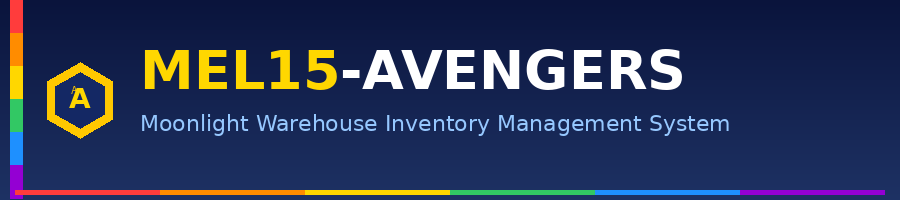 A
MEL15-AVENGERS
Moonlight Warehouse Inventory Management System